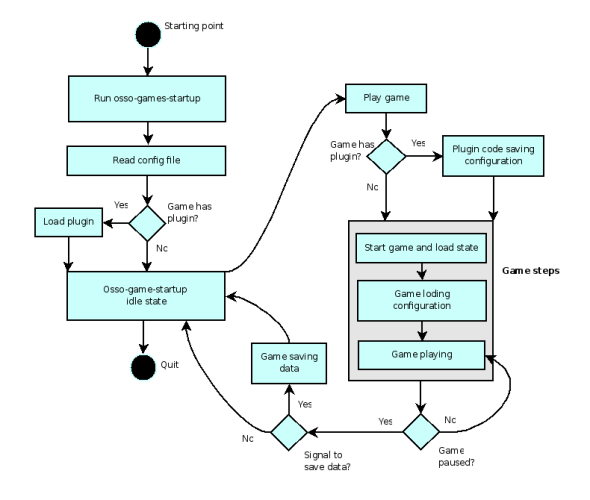 Starting point
Run osso-games-startup
Read config file
Yes
Game has
plugin?
Load plugin
Nc
Osso-game-startup
idle state
Quit
Play game
Game has
plugin?
Yes
Plugin code saving
configuration
Nc
Start game and load state
Game steps
Game loding
configuration
Game playing
Game saving
data
Yes
Nc
Signal to
save data?
Yes
Nc
Game
paused?